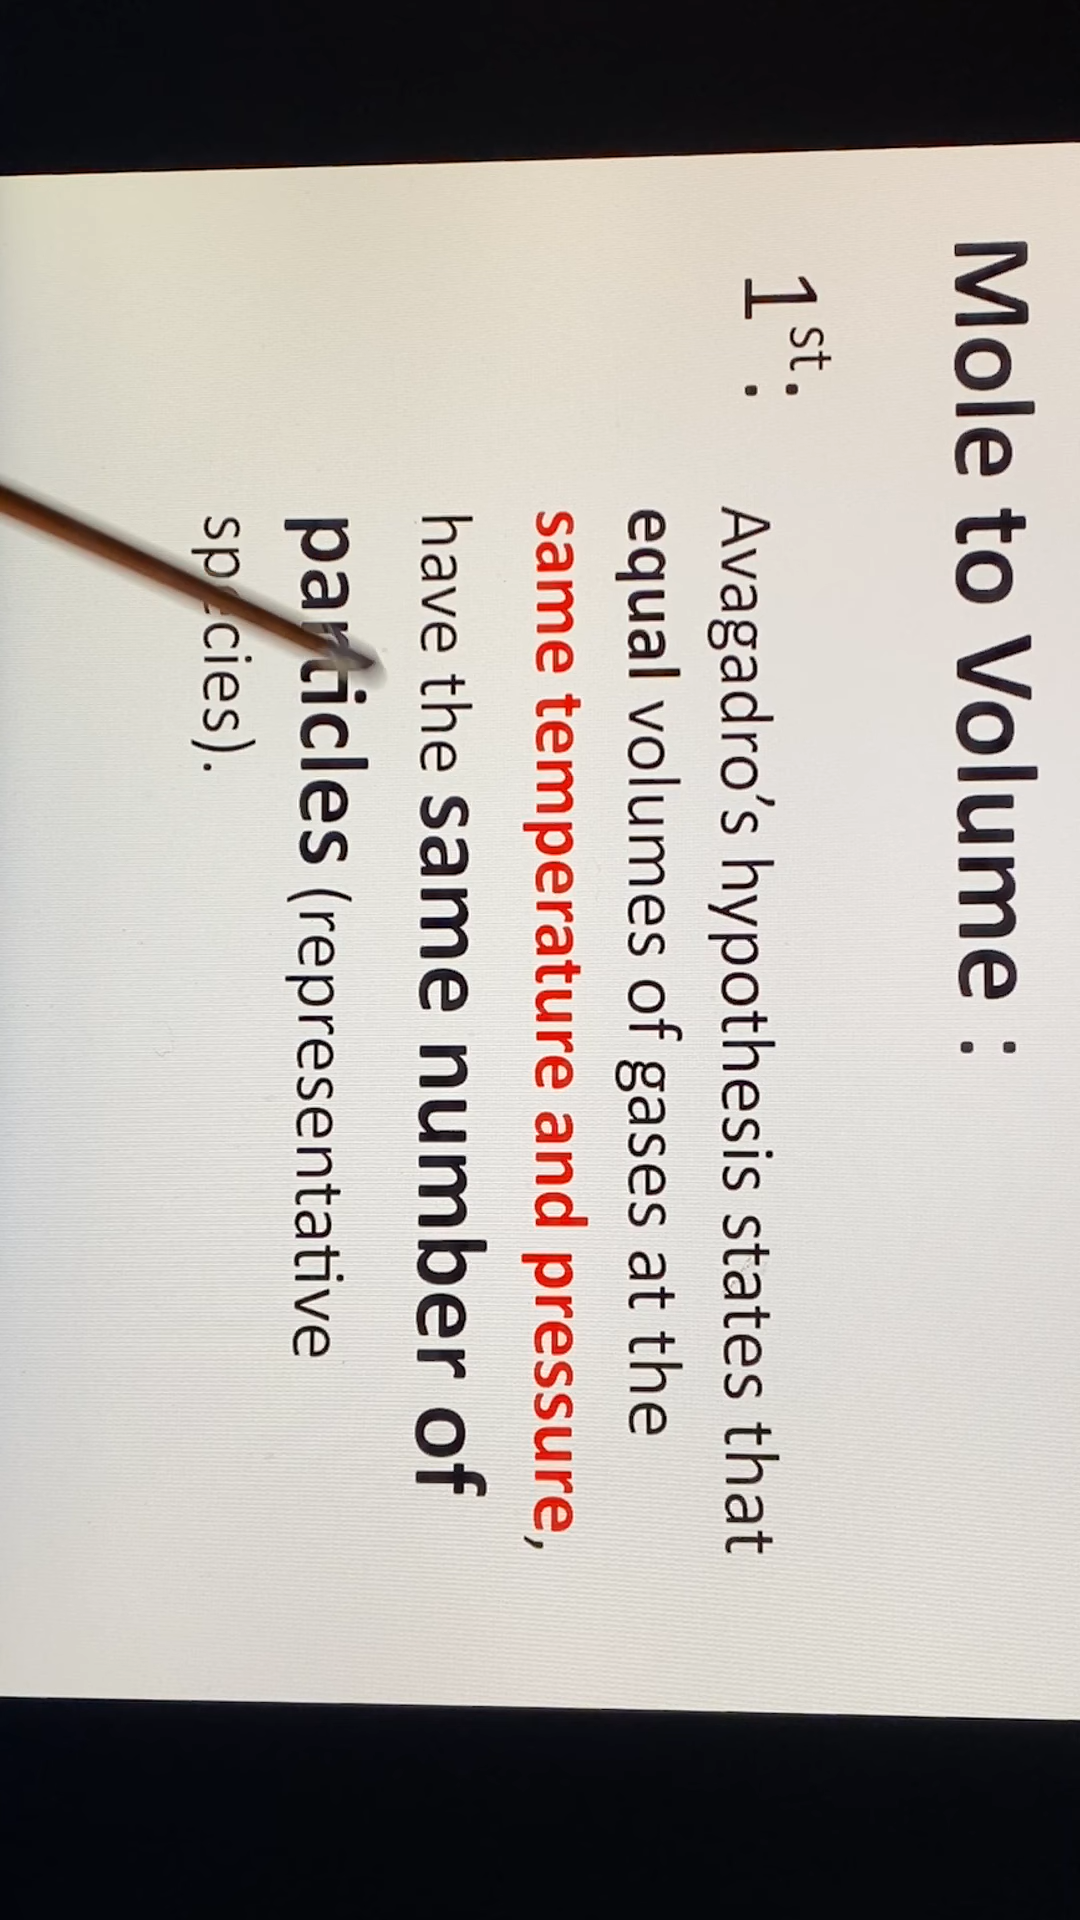 Mole to Volume :
1st. :
Avagadro's hypothesis states that
equal volumes of gases at the
same temperature and pressure,
have the same number of
particles (representative
species).